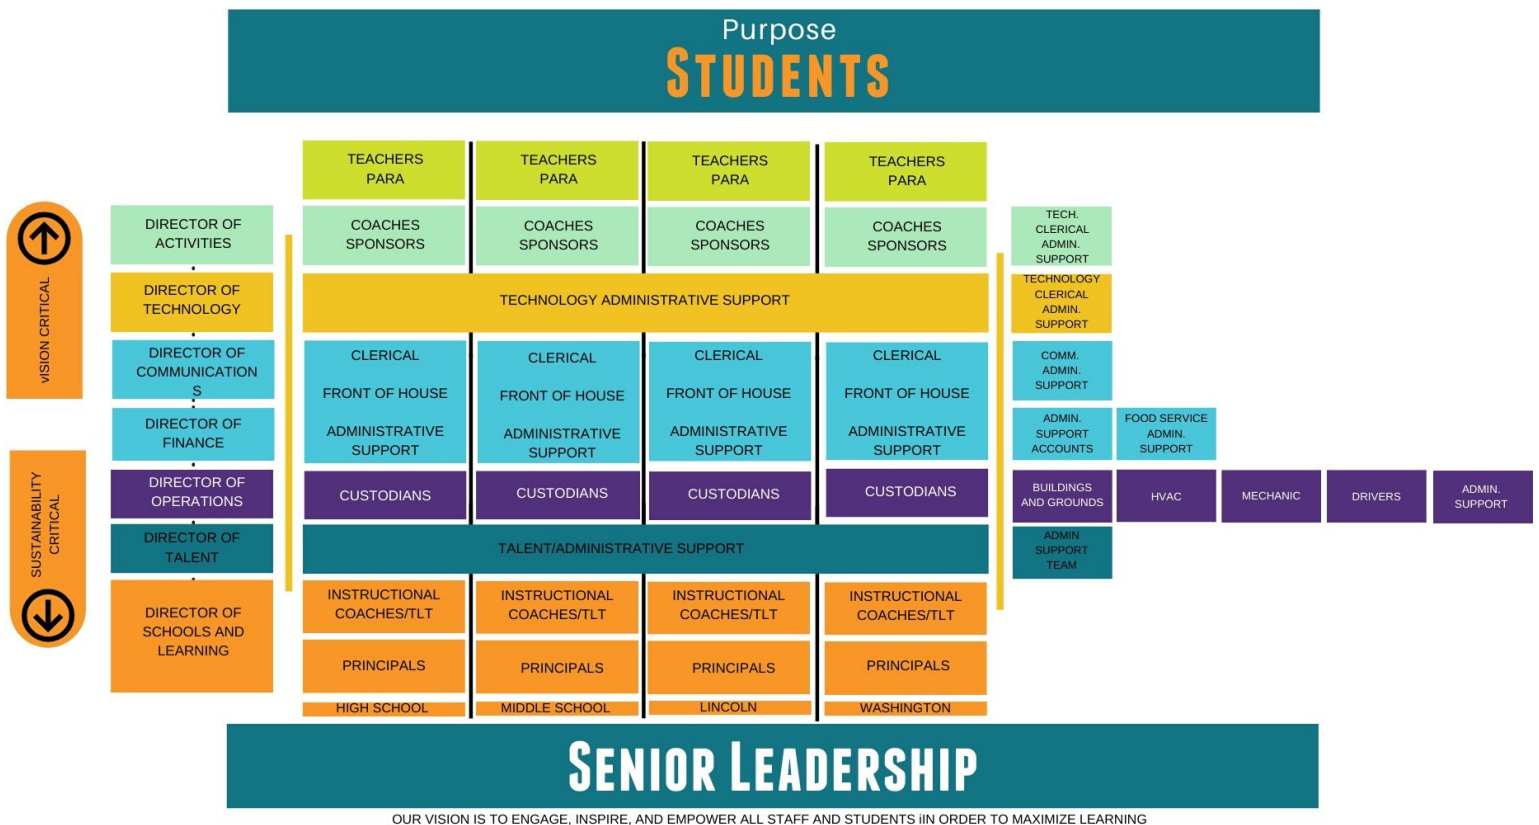 Purpose
STUDENTS
TEACHERS
PARA
TEACHERS
PARA
TEACHERS
PARA
TEACHERS
PARA
DIRECTOR OF
ACTIVITIES
COACHES
SPONSORS
COACHES
SPONSORS
COACHES
SPONSORS
COACHES
SPONSORS
TECH.
CLERICAL
ADMIN.
SUPPORT
vISION CRITICAL
DIRECTOR OF
TECHNOLOGY
TECHNOLOGY ADMINISTRATIVE SUPPORT
TECHNOLOGY
CLERICAL
ADMIN.
SUPPORT
DIRECTOR OF
COMMUNICATION
S
DIRECTOR OF
FINANCE
CLERICAL
FRONT OF HOUSE
ADMINISTRATIVE
SUPPORT
CLERICAL
FRONT OF HOUSE
ADMINISTRATIVE
SUPPORT
CLERICAL
FRONT OF HOUSE
ADMINISTRATIVE
SUPPORT
CLERICAL
FRONT OF HOUSE
ADMINISTRATIVE
SUPPORT
COMM.
ADMIN.
SUPPORT
ADMIN.
SUPPORT
ACCOUNTS
FOOD SERVICE
ADMIN.
SUPPORT
SUSTAINABILITY
CRITICAL
DIRECTOR OF
OPERATIONS
CUSTODIANS
CUSTODIANS
CUSTODIANS
CUSTODIANS
BUILDINGS
AND GROUNDS
HVAC
MECHANIC
DRIVERS
ADMIN.
SUPPORT
DIRECTOR OF
TALENT
TALENT/ADMINISTRATIVE SUPPORT
ADMIN
SUPPORT
TEAM
DIRECTOR OF
SCHOOLS AND
LEARNING
INSTRUCTIONAL
COACHES/TLT
INSTRUCTIONAL
COACHES/TLT
INSTRUCTIONAL
COACHES/TLT
INSTRUCTIONAL
COACHES/TLT
PRINCIPALS
PRINCIPALS
PRINCIPALS
PRINCIPALS
HIGH SCHOOL
MIDDLE SCHOOL
LINCOLN
WASHINGTON
SENIOR LEADERSHIP
OUR VISION IS TO ENGAGE, INSPIRE, AND EMPOWER ALL STAFF AND STUDENTS iIN ORDER TO MAXIMIZE LEARNING